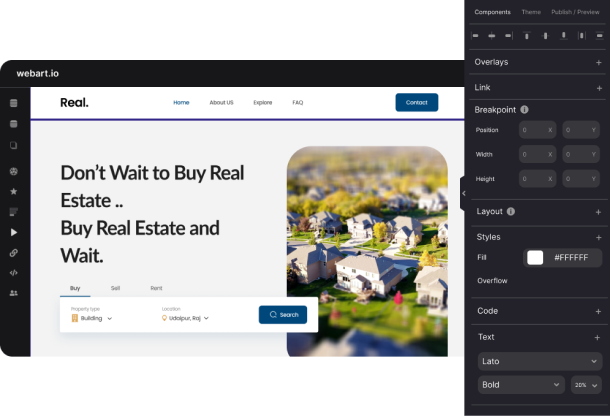 webart.io
Real.
Home About US Explore FAQ
Contact
Don't Wait to Buy Real
Estate ..
Buy Real Estate and
Wait.
Buy Sell Rent
Property type Location
Building Udaipur, Raj
Search
Components Theme Publish / Preview
Overlays +
Link +
Breakpoint
Position 0 X 0 Y
Width 0 X 0 Y
Height 0 X 0 Y
Layout +
Styles +
Fill #FFFFFF
Overflow
Code +
Text +
Lato
Bold 20%